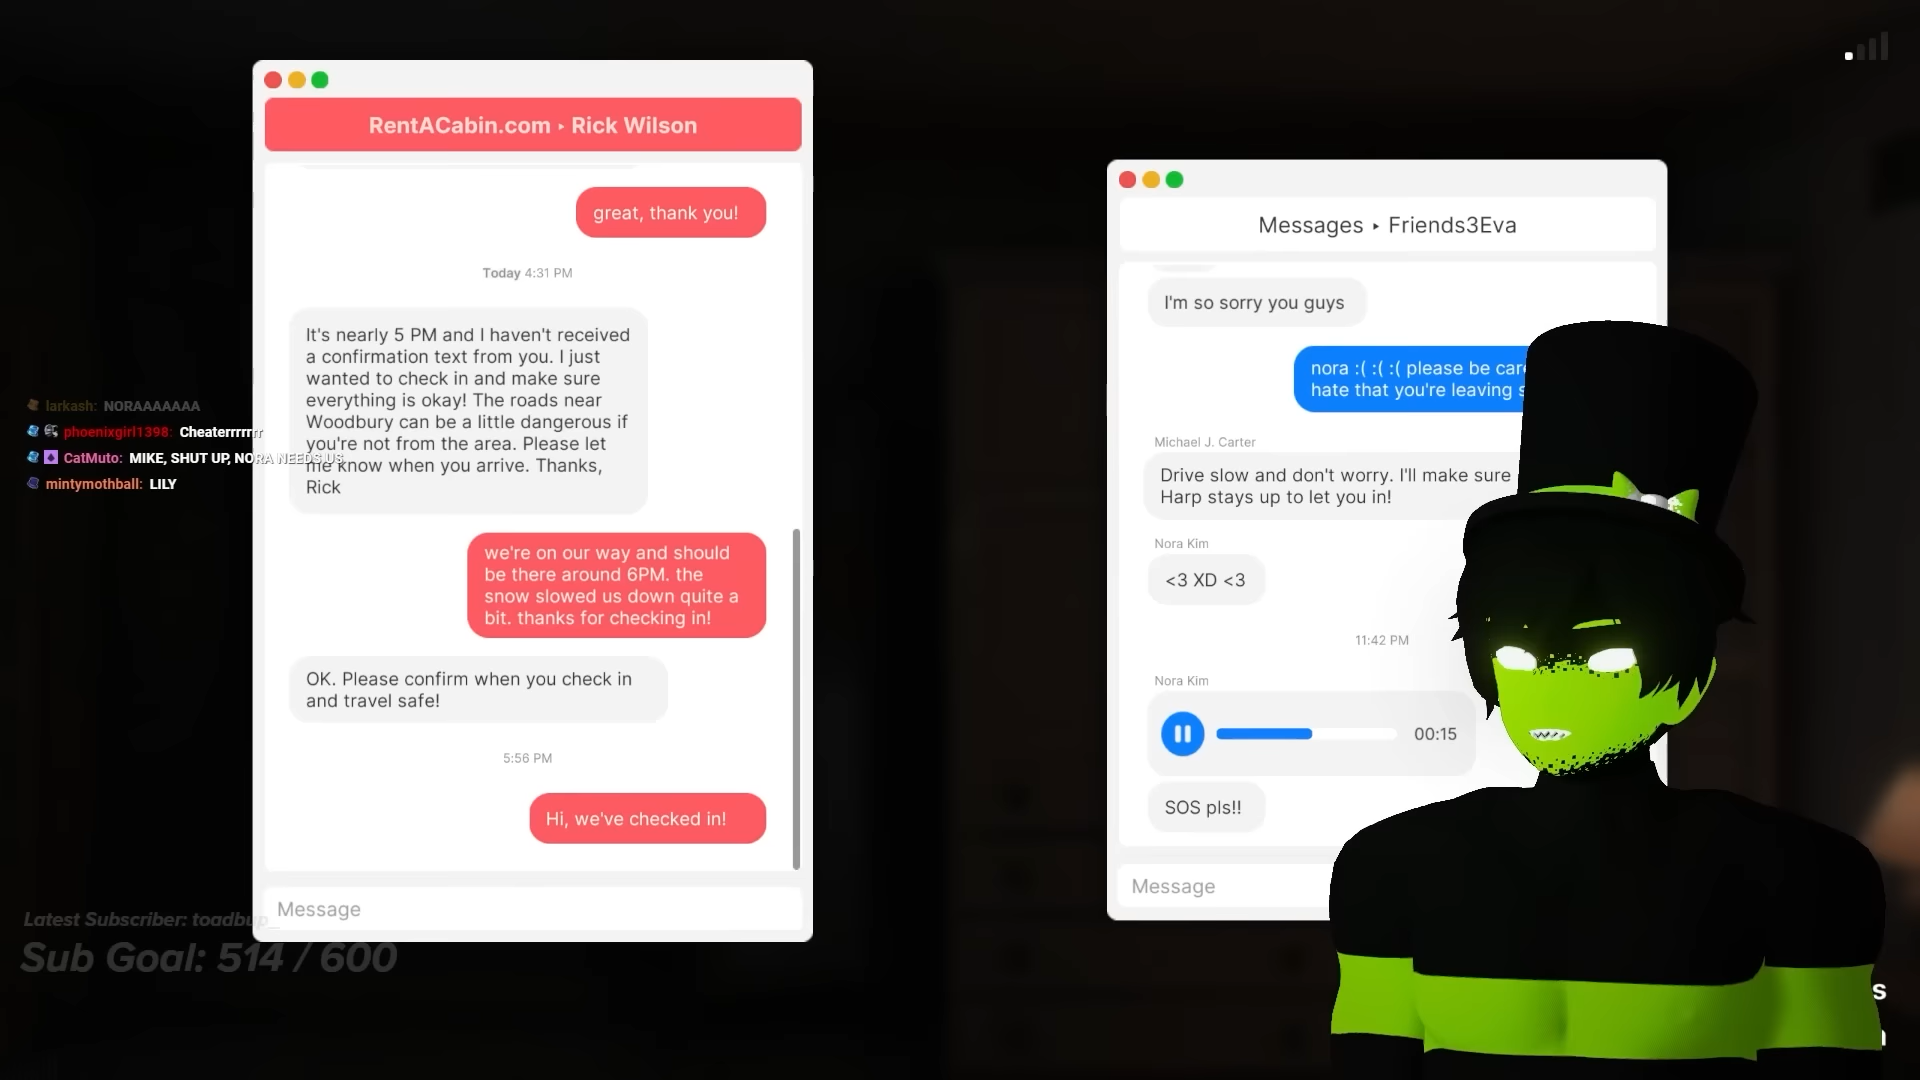 RentACabin.com ▸ Rick Wilson
great, thank you!
Today 4:31 PM
It's nearly 5 PM and I haven't received
a confirmation text from you. I just
wanted to check in and make sure
everything is okay! The roads near
Woodbury can be a little dangerous if
you're not from the area. Please let
me know when you arrive. Thanks,
Rick
we're on our way and should
be there around 6PM. the
snow slowed us down quite a
bit. thanks for checking in!
OK. Please confirm when you check in
and travel safe!
5:56 PM
Hi, we've checked in!
Message
Messages ▸ Friends3Eva
I'm so sorry you guys
nora :( :( :( please be
hate that you're leaving
Michael J. Carter
Drive slow and don't worry. I'll make sure
Harp stays up to let you in!
Nora Kim
<3 XD <3
11:42 PM
Nora Kim
00:15
SOS pls!!
Message
larkash: NORAAAAAAA
phoenixgirl1398: Cheaterrrrrr
CatMuto: MIKE, SHUT UP, NORA NEEDS US
mintymothball: LILY
Latest Subscriber: toadbup_
Sub Goal: 514 / 600